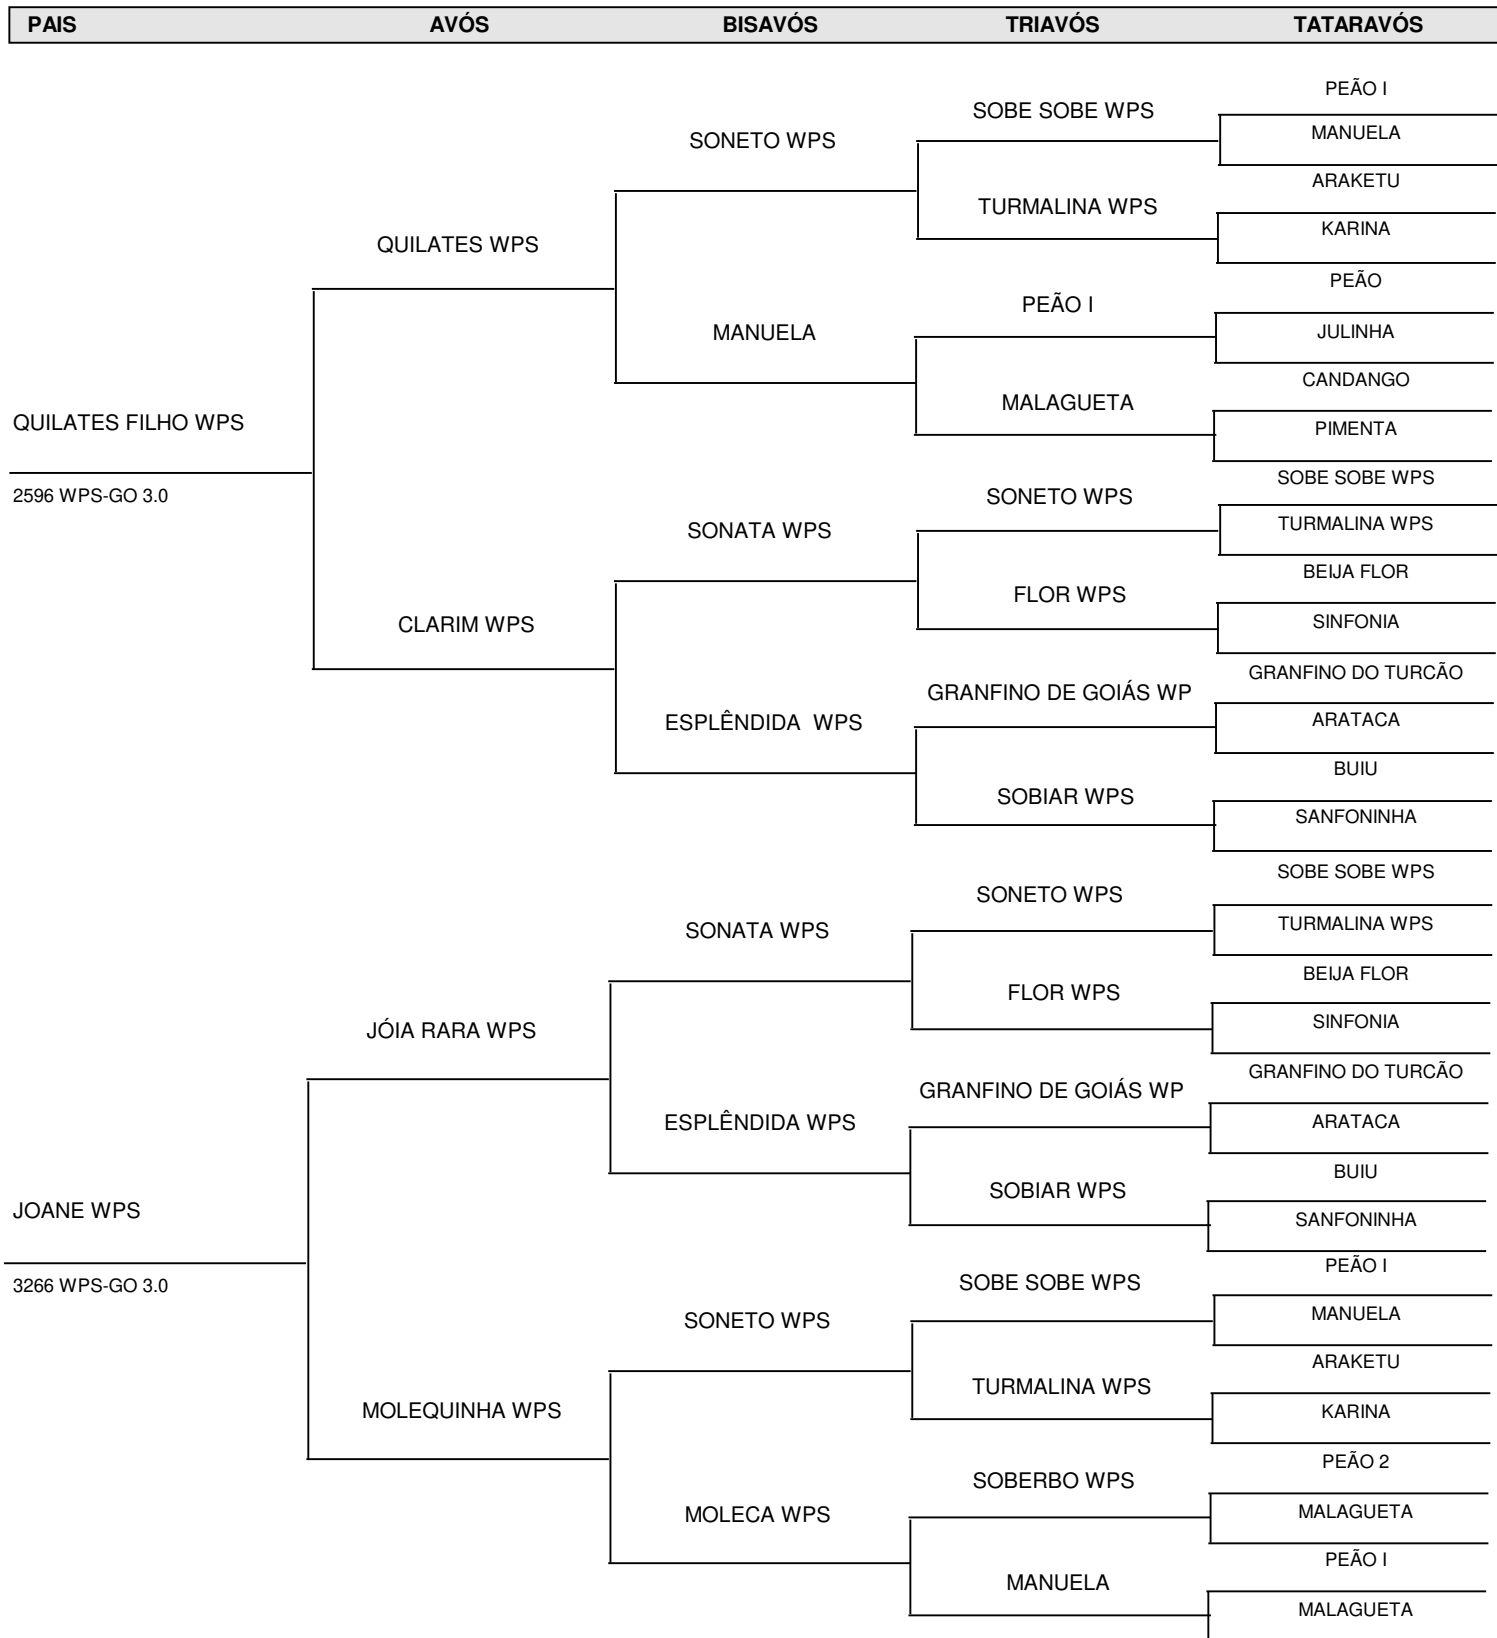 PAIS AVÓS BISAVÓS TRIAVÓS TATARAVÓS
PEÃO I
SOBE SOBE WPS
MANUELA
SONETO WPS
ARAKETU
TURMALINA WPS
KARINA
QUILATES WPS
PEÃO
PEÃO I
JULINHA
MANUELA
CANDANGO
MALAGUETA
QUILATES FILHO WPS
PIMENTA
SOBE SOBE WPS
2596 WPS-GO 3.0
SONETO WPS
TURMALINA WPS
SONATA WPS
BEIJA FLOR
FLOR WPS
SINFONIA
CLARIM WPS
GRANFINO DO TURCÃO
GRANFINO DE GOIÁS WP
ARATACA
ESPLÊNDIDA  WPS
BUIU
SOBIAR WPS
SANFONINHA
SOBE SOBE WPS
SONETO WPS
TURMALINA WPS
SONATA WPS
BEIJA FLOR
FLOR WPS
SINFONIA
JÓIA RARA WPS
GRANFINO DO TURCÃO
GRANFINO DE GOIÁS WP
ARATACA
ESPLÊNDIDA WPS
BUIU
SOBIAR WPS
JOANE WPS
SANFONINHA
PEÃO I
3266 WPS-GO 3.0
SOBE SOBE WPS
MANUELA
SONETO WPS
ARAKETU
TURMALINA WPS
KARINA
MOLEQUINHA WPS
PEÃO 2
SOBERBO WPS
MALAGUETA
MOLECA WPS
PEÃO I
MANUELA
MALAGUETA